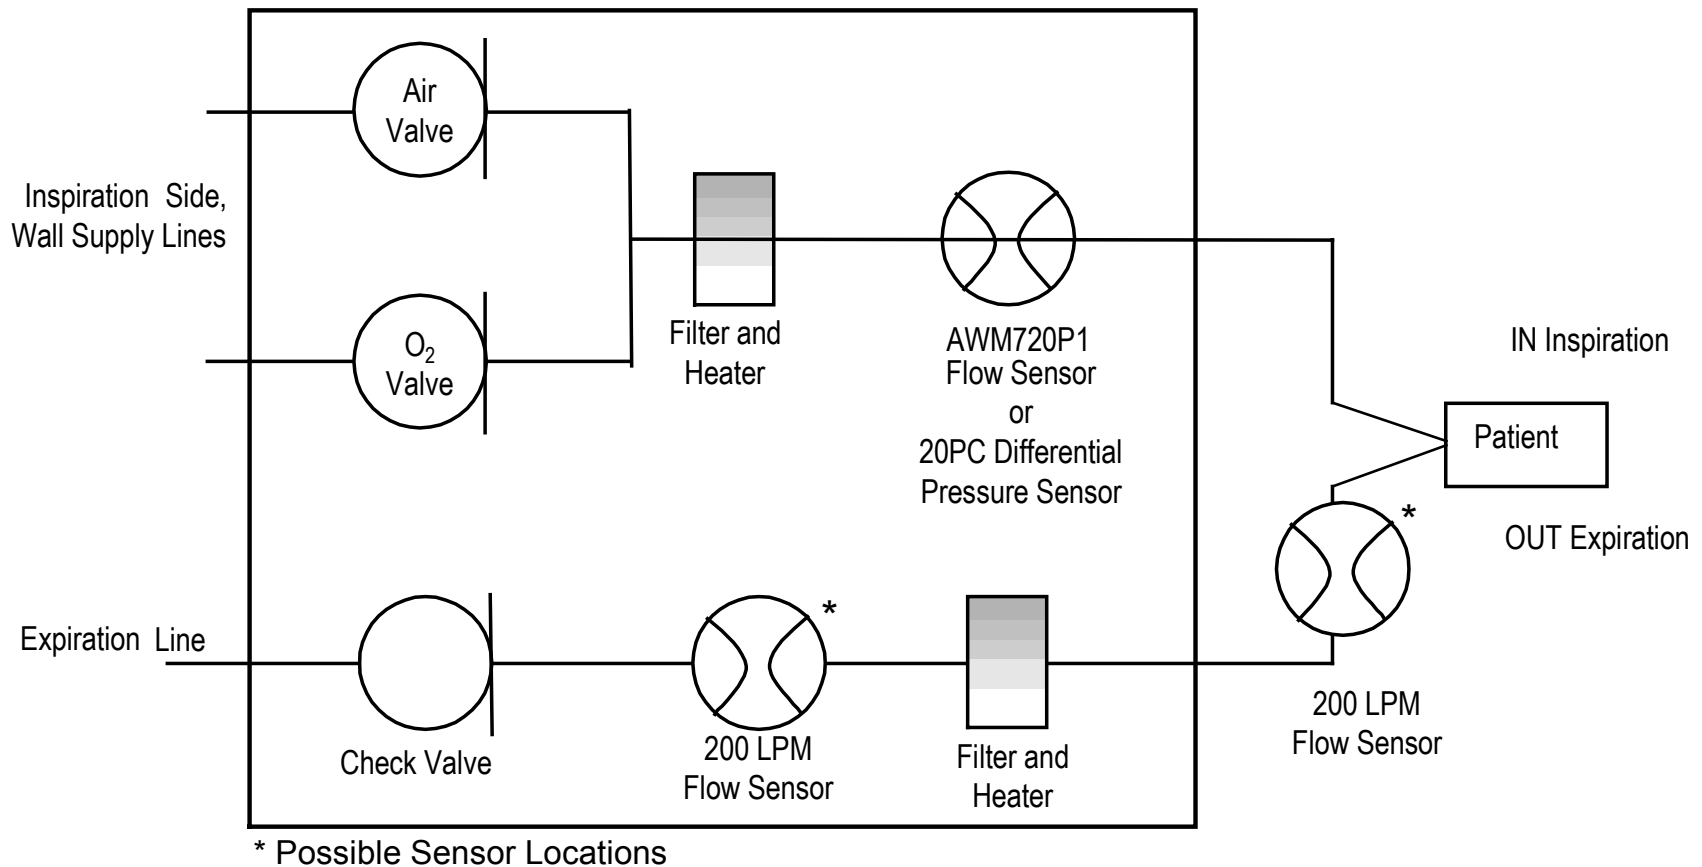 Air
Valve
Inspiration Side,
Wall Supply Lines
O₂
Valve
Filter and
Heater
AWM720P1
Flow Sensor
or
20PC Differential
Pressure Sensor
IN Inspiration
Patient
*
OUT Expiration
Expiration Line
Check Valve
*
200 LPM
Flow Sensor
Filter and
Heater
200 LPM
Flow Sensor
* Possible Sensor Locations